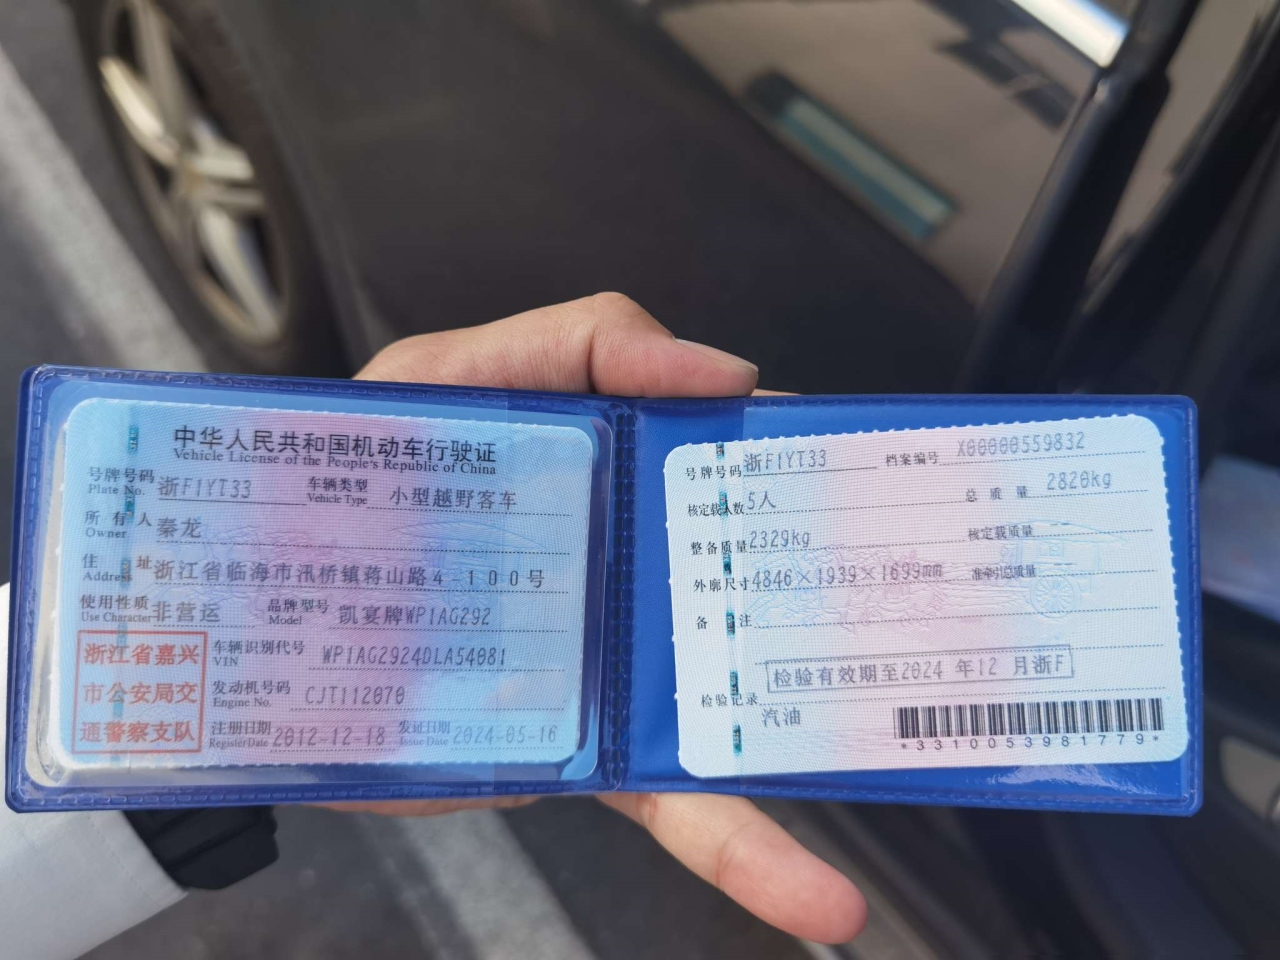 中华人民共和国机动车行驶证
Vehicle License of the People's Republic of China
号牌号码 浙F1YT33 车辆类型 小型越野客车
Plate No. Vehicle Type
所有人 秦龙
Owner
住址 浙江省临海市汛桥镇蒋山路4-100号
Address
使用性质 非营运 品牌型号 凯宴牌WP1AG292
Use Character Model
浙江省嘉兴
市公安局交
通警察支队
车辆识别代号 WP1AG2924DLA54081
VIN
发动机号码 CJT112070
Engine No.
注册日期 2012-12-18 发证日期 2024-05-16
Register Date Issue Date
号牌号码 浙F1YT33 档案编号 X00000559832
核定载人数 5人 总质量 2820kg
整备质量 2329kg 核定载质量
外廓尺寸 4846×1939×1699mm 准牵引总质量
备注
检验有效期至2024年12月浙F
检验记录
汽油
*3310053981779*